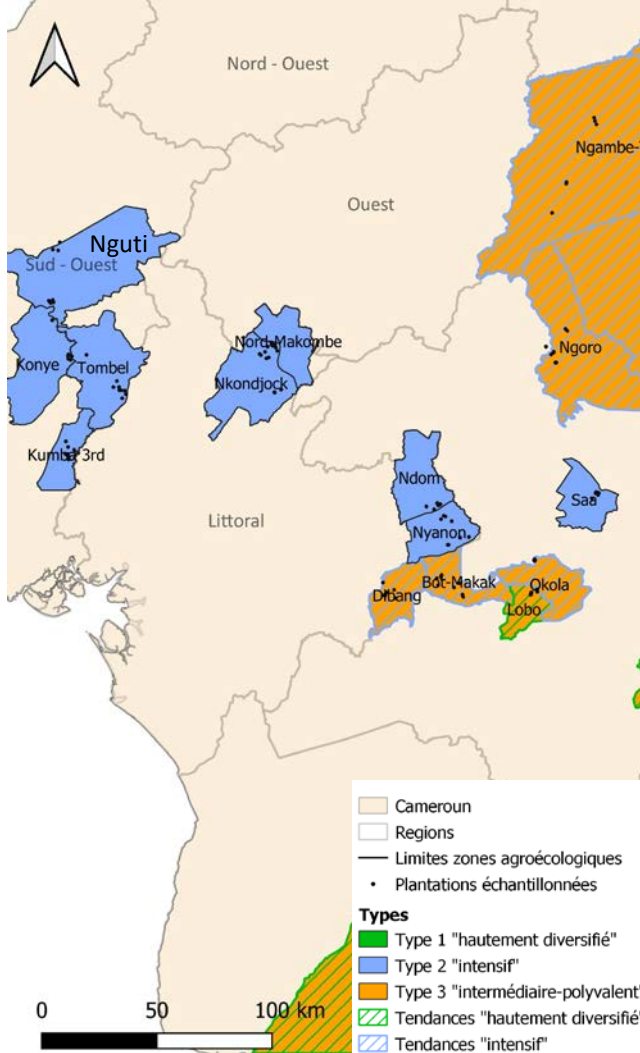 Nord - Ouest
Ngambe-
Ouest
Nguti
Sud - Ouest
Nord-Makombe
Ngoro
Konye
Tombel
Nkondjock
Kumba 3rd
Ndom
Saa
Littoral
Nyanon
Bot-Makak
Okola
Dibang
Lobo
Cameroun
Regions
Limites zones agroécologiques
Plantations échantillonnées
Types
Type 1 "hautement diversifié"
Type 2 "intensif"
Type 3 "intermédiaire-polyvalent"
Tendances "hautement diversifié"
Tendances "intensif"
0 50 100 km